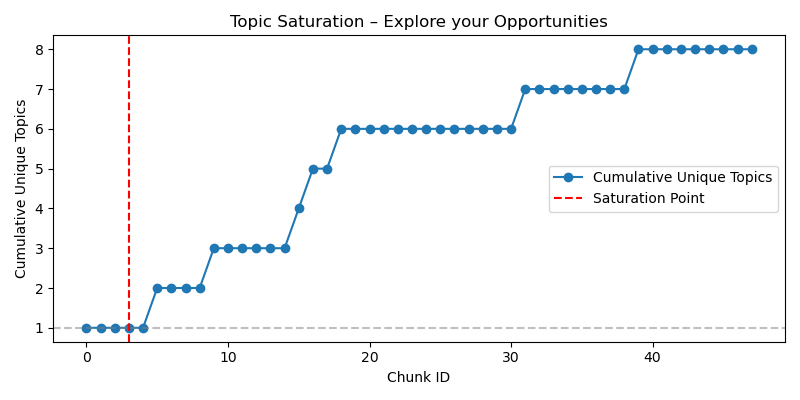 Topic Saturation – Explore your Opportunities
Cumulative Unique Topics
8
7
6
5
4
3
2
1
Cumulative Unique Topics
Saturation Point
0 10 20 30 40
Chunk ID